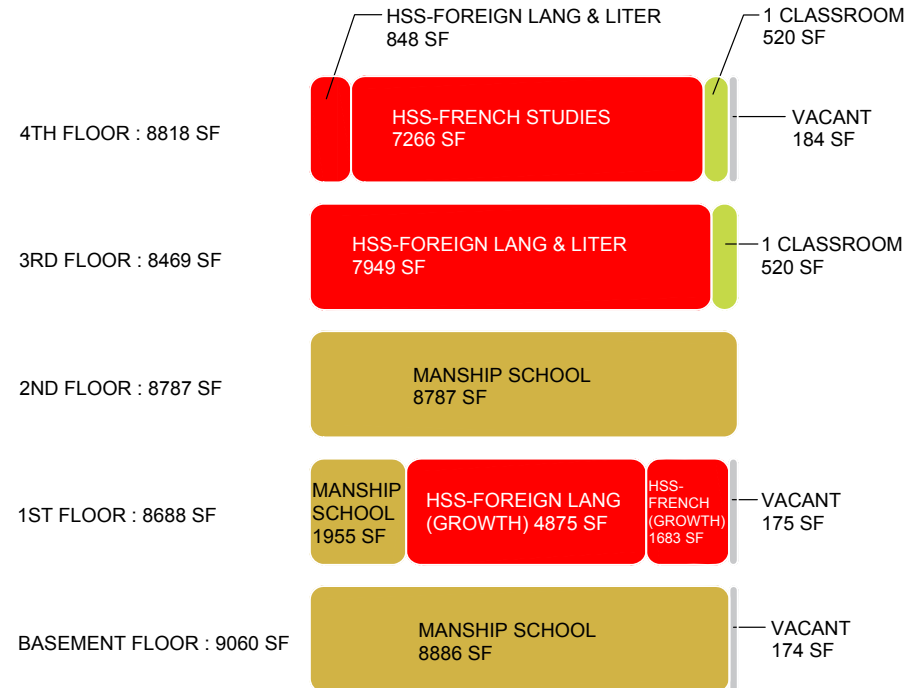 HSS-FOREIGN LANG & LITER
848 SF
1 CLASSROOM
520 SF
4TH FLOOR : 8818 SF
HSS-FRENCH STUDIES
7266 SF
VACANT
184 SF
3RD FLOOR : 8469 SF
HSS-FOREIGN LANG & LITER
7949 SF
1 CLASSROOM
520 SF
2ND FLOOR : 8787 SF
MANSHIP SCHOOL
8787 SF
1ST FLOOR : 8688 SF
MANSHIP
SCHOOL
1955 SF
HSS-FOREIGN LANG
(GROWTH) 4875 SF
HSS-
FRENCH
(GROWTH)
1683 SF
VACANT
175 SF
BASEMENT FLOOR : 9060 SF
MANSHIP SCHOOL
8886 SF
VACANT
174 SF